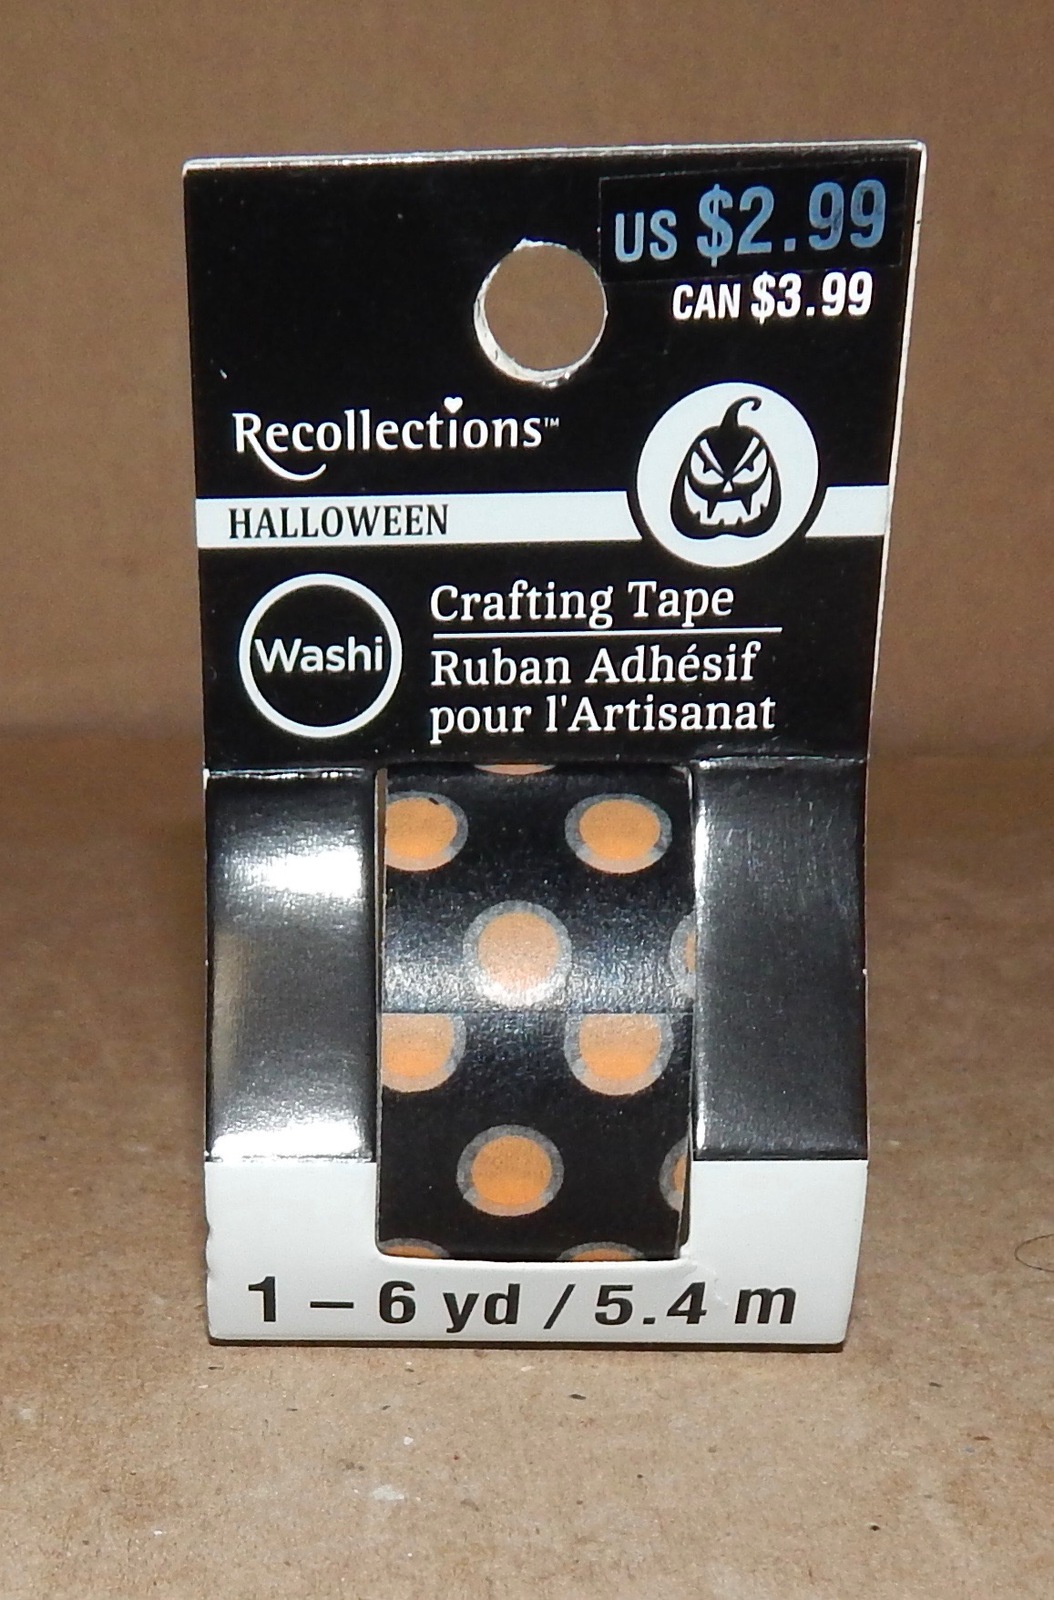 US $2.99
CAN $3.99
Recollections™
HALLOWEEN
Washi
Crafting Tape
Ruban Adhésif
pour l'Artisanat
1 – 6 yd / 5.4 m